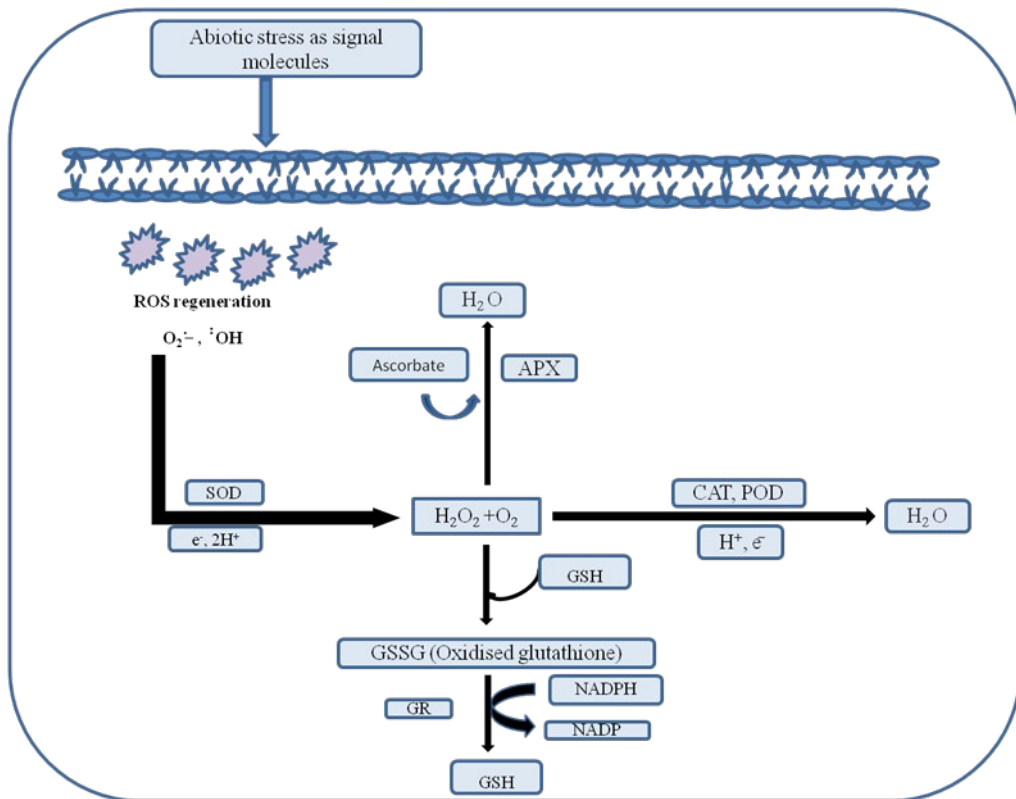 Abiotic stress as signal
molecules
ROS regeneration
O₂·⁻ , ·̇OH
H₂O
Ascorbate
APX
SOD
e⁻, 2H⁺
H₂O₂ +O₂
CAT, POD
H⁺, e⁻
H₂O
GSH
GSSG (Oxidised glutathione)
GR
NADPH
NADP
GSH